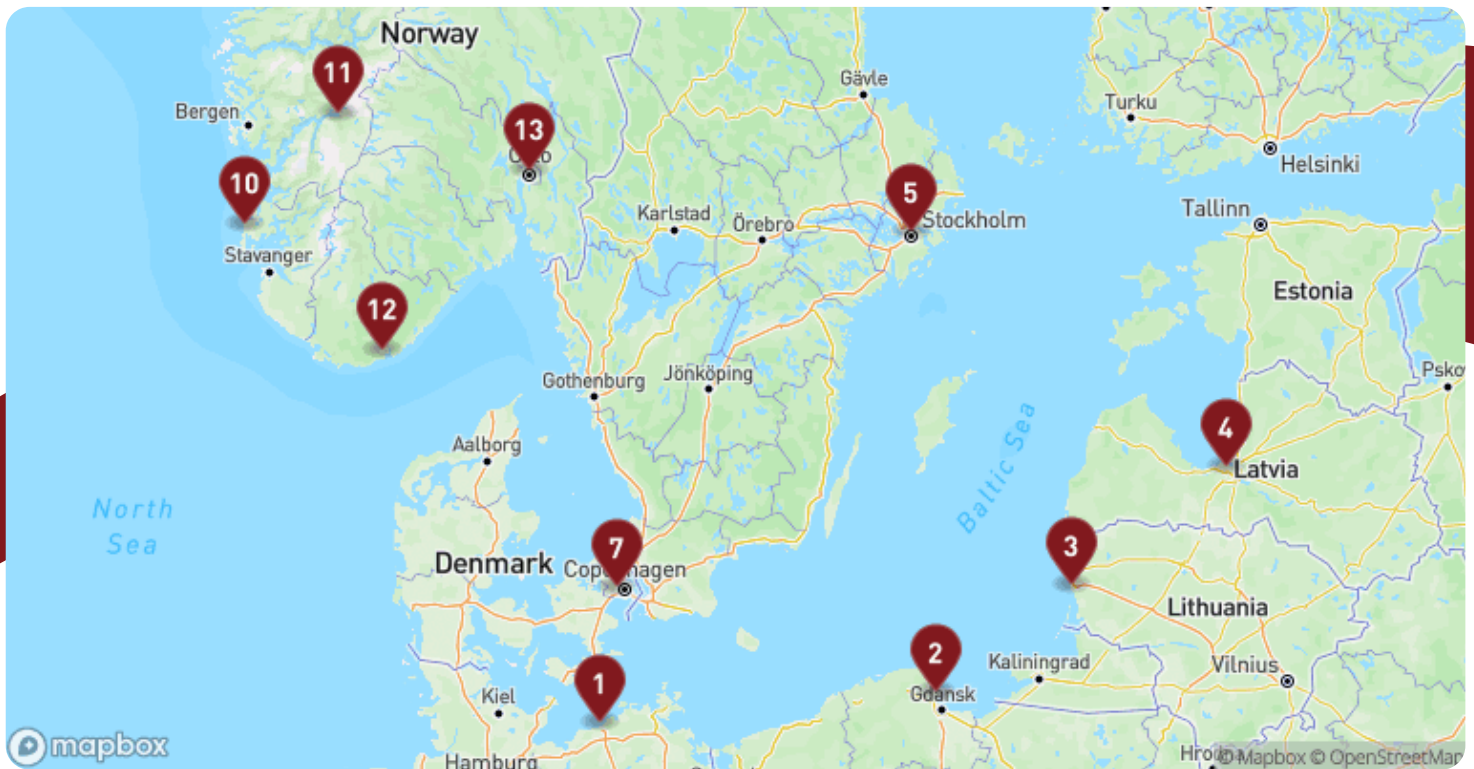 Norway
11
Gävle
Bergen
Turku
13
Helsinki
10
5
Tallinn
Karlstad
Örebro
Stockholm
Stavanger
Estonia
12
Gothenburg
Jönköping
Aalborg
4
Latvia
Baltic Sea
North
Sea
3
7
Denmark
Copenhagen
Lithuania
2
Kaliningrad
Vilnius
1
Kiel
Gdansk
mapbox
Hamburg
© Mapbox © OpenStreetMap